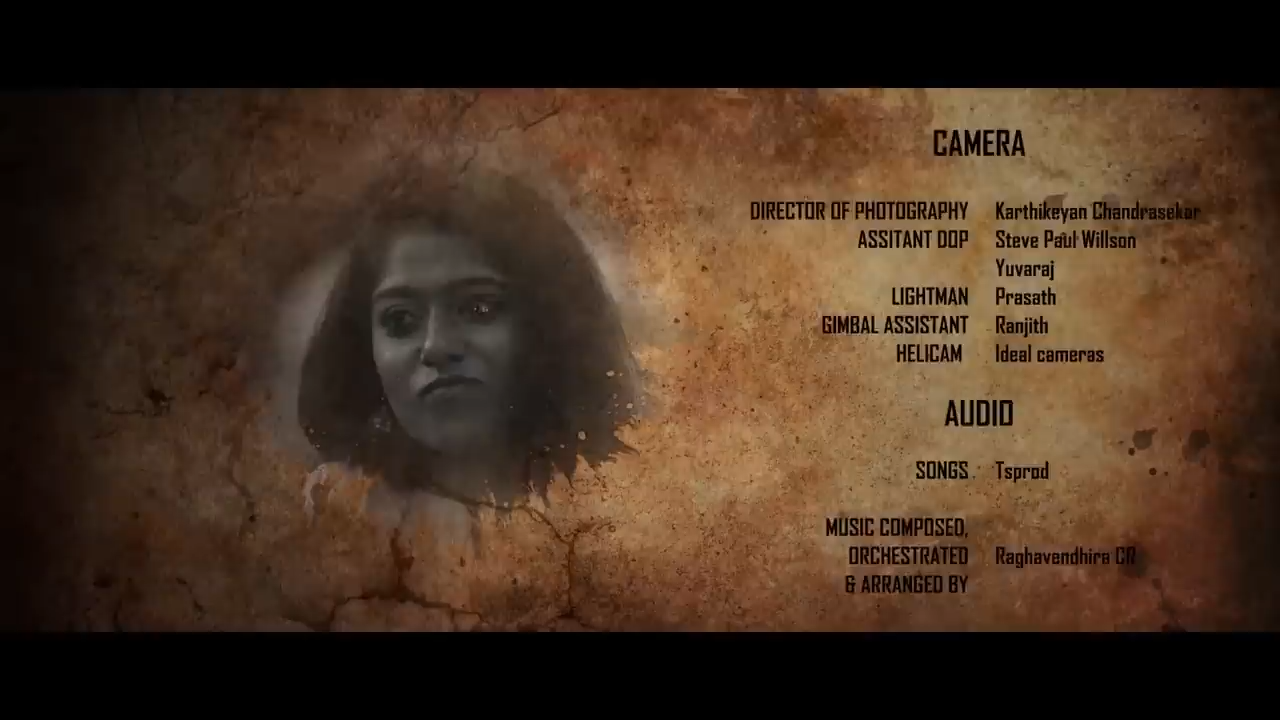 CAMERA
DIRECTOR OF PHOTOGRAPHY Karthikeyan Chandrasekar
ASSITANT DOP Steve Paul Willson
Yuvaraj
LIGHTMAN Prasath
GIMBAL ASSISTANT Ranjith
HELICAM Ideal cameras
AUDIO
SONGS Tsprod
MUSIC COMPOSED,
ORCHESTRATED Raghavendhira CR
& ARRANGED BY